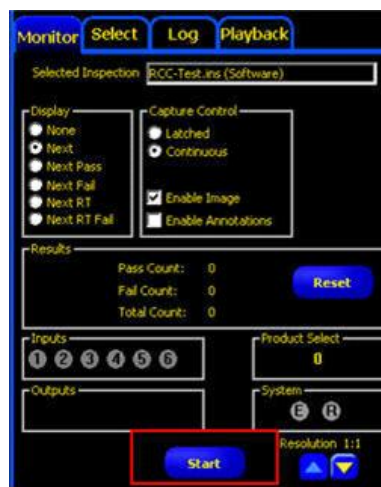 Monitor Select Log Playback
Selected Inspection RCC-Test.ins (Software)
Display
None
Next
Next Pass
Next Fail
Next RT
Next RT Fail
Capture Control
Latched
Continuous
Enable Image
Enable Annotations
Results
Pass Count: 0
Fail Count: 0
Total Count: 0
Reset
Inputs
1 2 3 4 5 6
Product Select
0
Outputs
System
E R
Start
Resolution 1:1